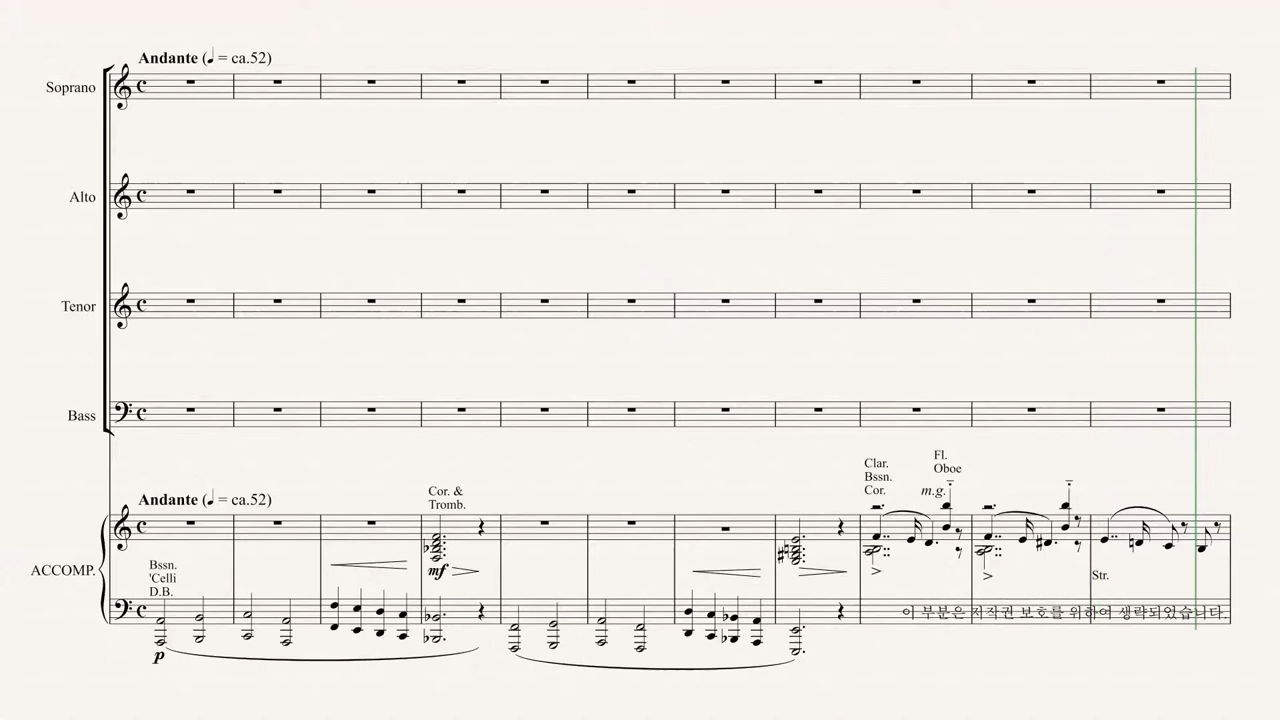 Andante (♩ = ca.52)
Soprano
Alto
Tenor
Bass
Andante (♩ = ca.52)
ACCOMP.
Bssn.
'Celli
D.B.
p
Cor. &
Tromb.
mf
Clar.
Bssn.
Cor.
Fl.
Oboe
m.g.
Str.
이 부분은 저작권 보호를 위하여 생략되었습니다.